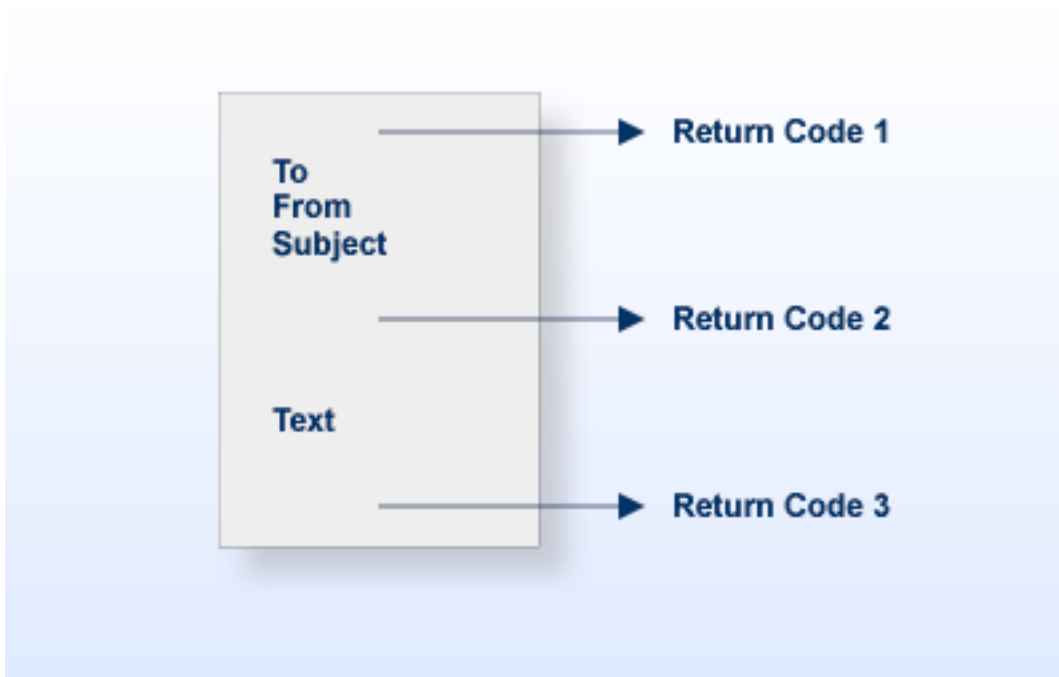 Return Code 1
To
From
Subject
Return Code 2
Text
Return Code 3